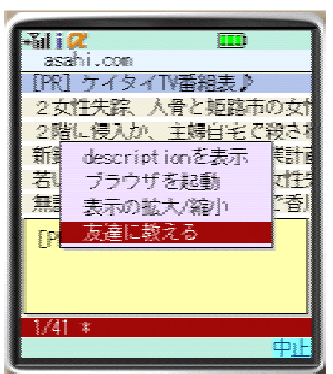 asahi.com
[PR] ケイタイTV番組表♪
2女性失踪、人骨と姫路市の女性
2階に侵入か、主婦自宅で殺さ
新
descriptionを表示
若
ブラウザを起動
無
表示の拡大/縮小
友達に教える
[P
1/41 *
中止